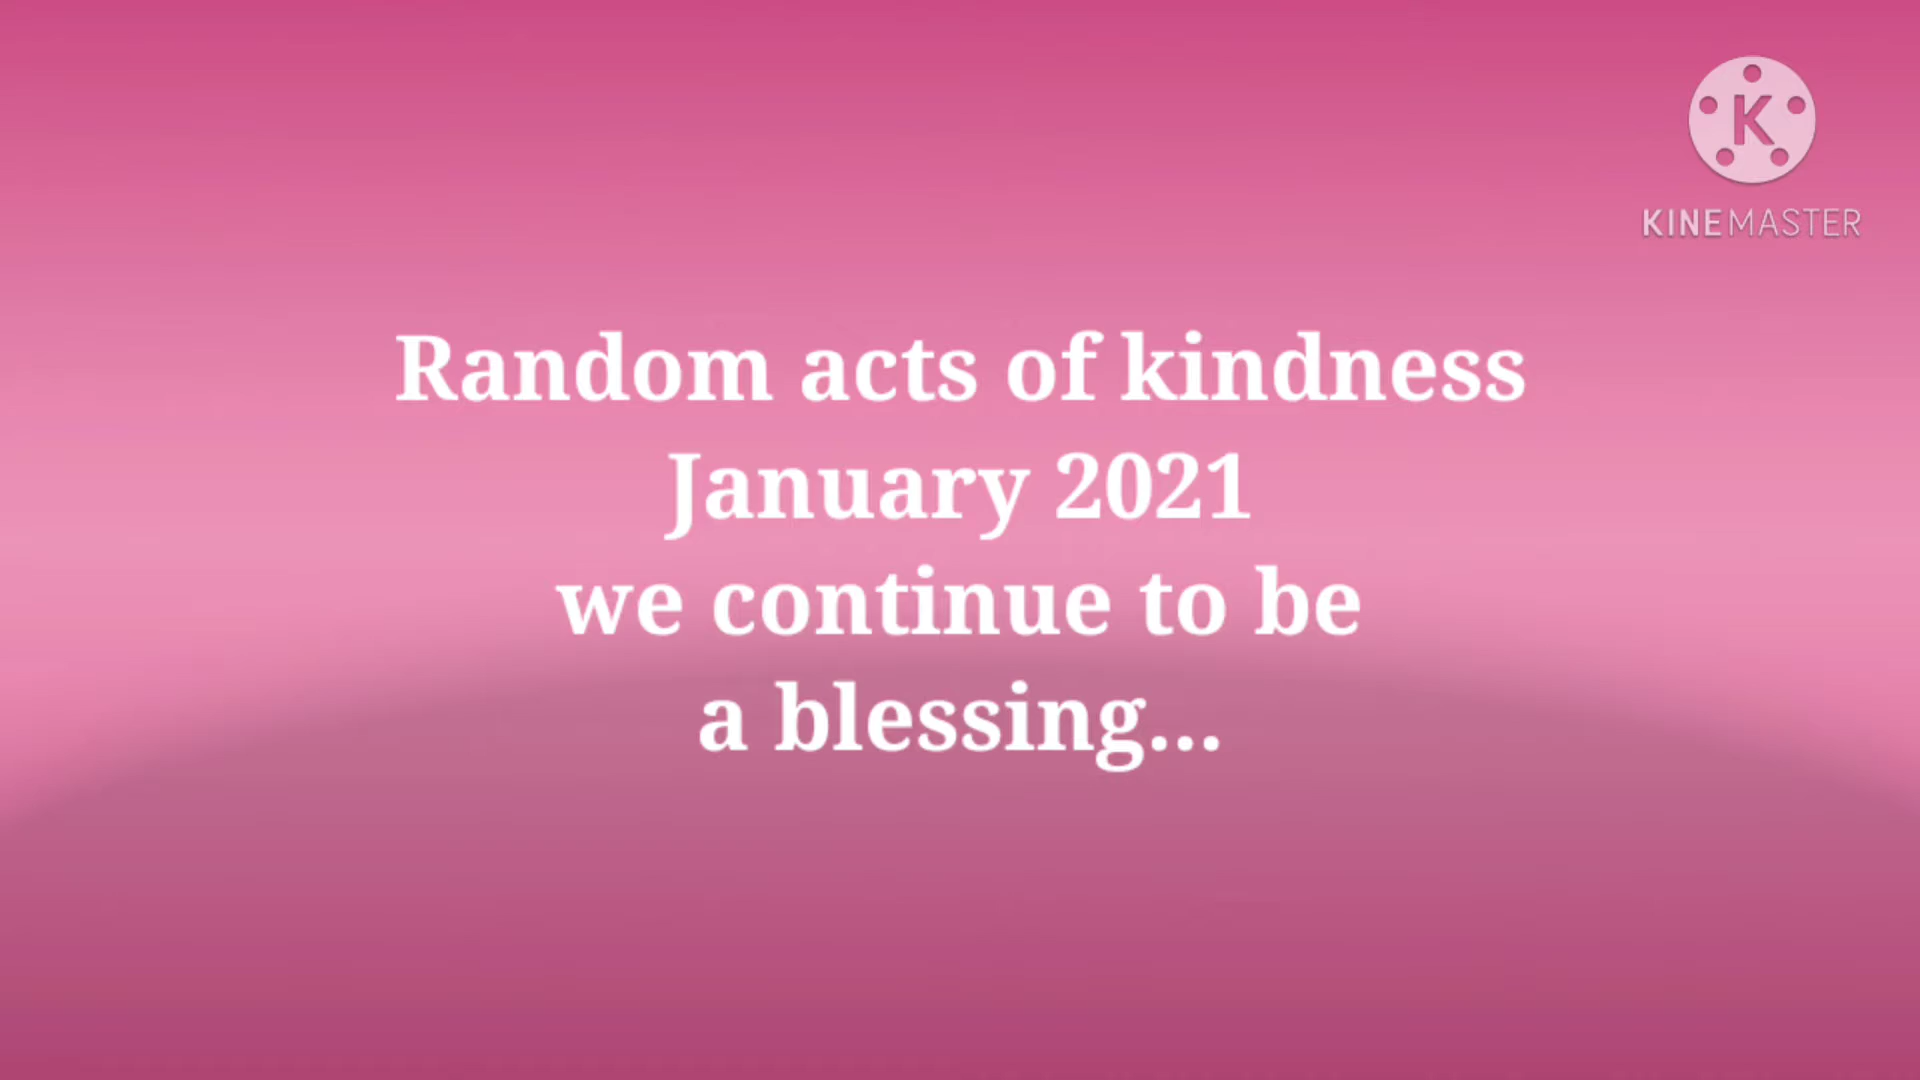 K
KINEMASTER
Random acts of kindness
January 2021
we continue to be
a blessing...